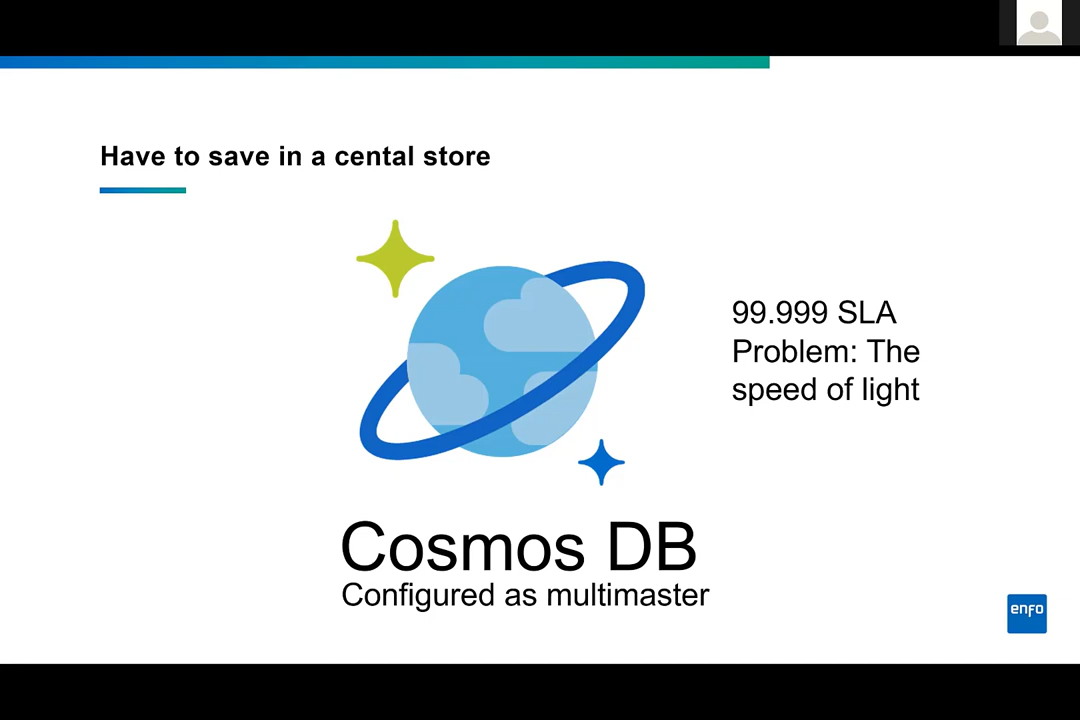 Have to save in a cental store
99.999 SLA
Problem: The
speed of light
Cosmos DB
Configured as multimaster
enfo